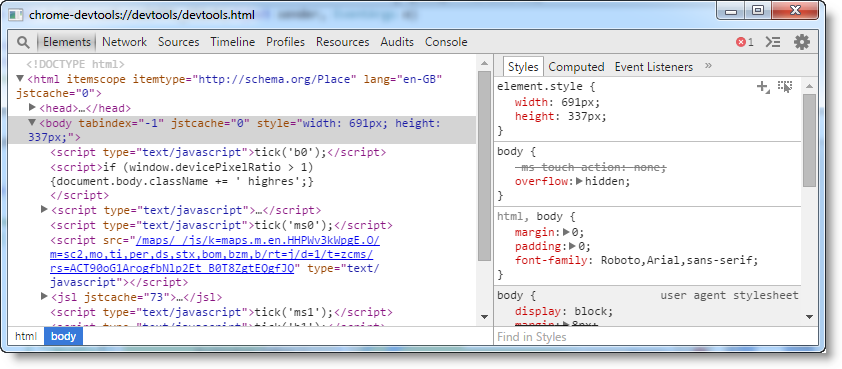 chrome-devtools://devtools/devtools.html
Elements Network Sources Timeline Profiles Resources Audits Console 1
<!DOCTYPE html>
<html itemscope itemtype="http://schema.org/Place" lang="en-GB"
jstcache="0">
<head>…</head>
<body tabindex="-1" jstcache="0" style="width: 691px; height:
337px;">
<script type="text/javascript">tick('b0');</script>
<script>if (window.devicePixelRatio > 1)
{document.body.className += ' highres';}
</script>
<script type="text/javascript">…</script>
<script type="text/javascript">tick('ms0');</script>
<script src="/maps/_/js/k=maps.m.en.HHPWv3kWpgE.O/
m=sc2,mo,ti,per,ds,stx,bom,bzm,b/rt=j/d=1/t=zcms/
rs=ACT90oG1ArogfbNlp2Et_B0T8ZgtEQgfJQ" type="text/
javascript"></script>
<jsl jstcache="73">…</jsl>
<script type="text/javascript">tick('ms1');</script>
<script type="text/javascript">tick('b1');</script>
html body
Styles Computed Event Listeners »
element.style {
width: 691px;
height: 337px;
}
body {
-ms-touch-action: none;
overflow: hidden;
}
html, body {
margin: 0;
padding: 0;
font-family: Roboto,Arial,sans-serif;
}
body { user agent stylesheet
display: block;
margin: 8px;
Find in Styles